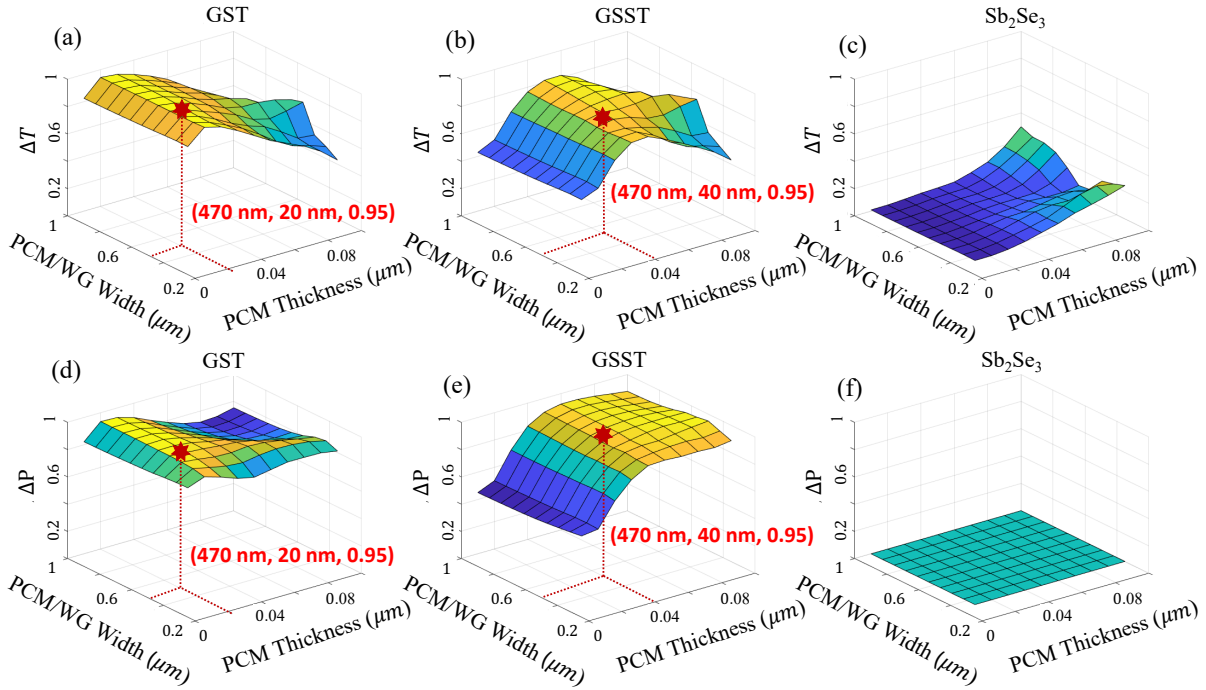 GST
GSST
Sb2Se3
(a)
(b)
(c)
1
0.6
0.2
ΔT
1
0.6
0.2
0
0.04
0.08
PCM/WG Width (μm)
PCM Thickness (μm)
(470 nm, 20 nm, 0.95)
1
0.6
0.2
ΔT
1
0.6
0.2
0
0.04
0.08
PCM/WG Width (μm)
PCM Thickness (μm)
(470 nm, 40 nm, 0.95)
1
0.6
0.2
ΔT
1
0.6
0.2
0
0.04
0.08
PCM/WG Width (μm)
PCM Thickness (μm)
GST
GSST
Sb2Se3
(d)
(e)
(f)
1
0.6
0.2
ΔP
1
0.6
0.2
0
0.04
0.08
PCM/WG Width (μm)
PCM Thickness (μm)
(470 nm, 20 nm, 0.95)
1
0.6
0.2
ΔP
1
0.6
0.2
0
0.04
0.08
PCM/WG Width (μm)
PCM Thickness (μm)
(470 nm, 40 nm, 0.95)
1
0.6
0.2
ΔP
1
0.6
0.2
0
0.04
0.08
PCM/WG Width (μm)
PCM Thickness (μm)